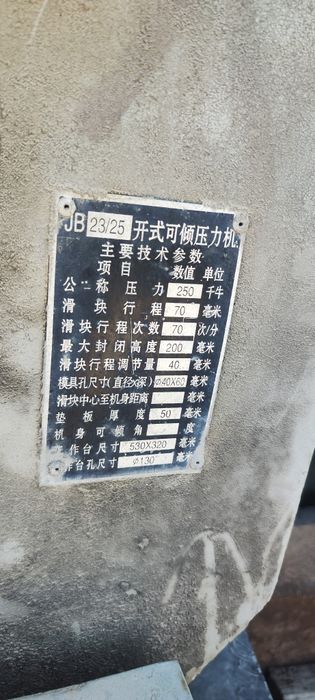 JB 23/25 开式可倾压力机
主要技术参数
项目 数值 单位
公称压力 250 千牛
滑块行程 70 毫米
滑块行程次数 70 次/分
最大封闭高度 200 毫米
滑块行程调节量 40 毫米
模具孔尺寸(直径x深) Ø40X60 毫米
滑块中心至机身距离 毫米
垫板厚度 50 毫米
机身可倾角 度
作台尺寸 530X320 毫米
作台孔尺寸 Ø130 毫米